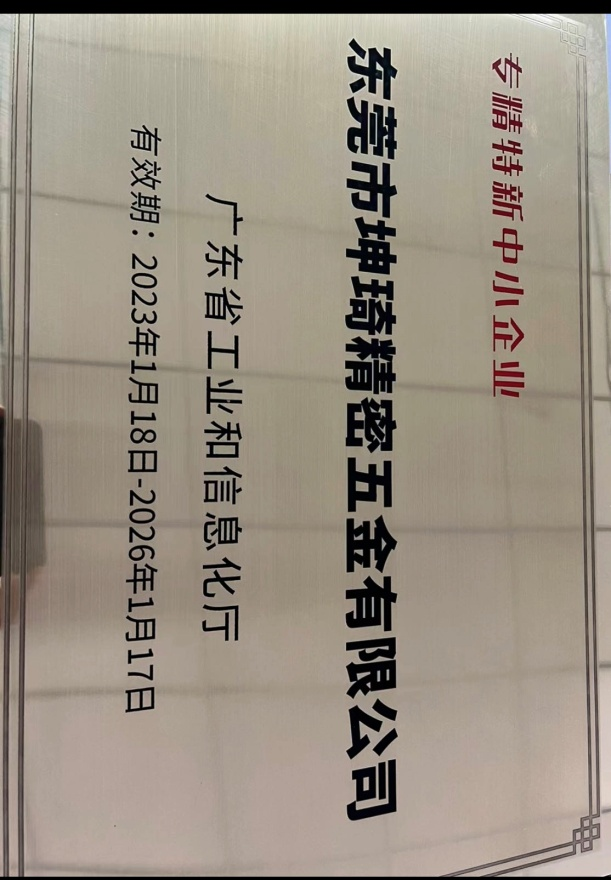 专精特新中小企业
东莞市坤琦精密五金有限公司
广东省工业和信息化厅
有效期：2023年1月18日-2026年1月17日